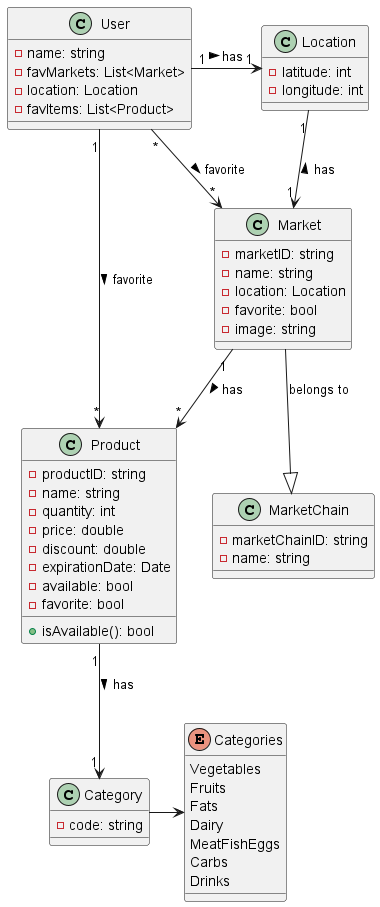 C User
name: string
favMarkets: List<Market>
location: Location
favItems: List<Product>
1 has 1
C Location
latitude: int
longitude: int
1
*
1
has
favorite
*
1
C Market
marketID: string
name: string
location: Location
favorite: bool
image: string
favorite
1
has
*
*
belongs to
C Product
productID: string
name: string
quantity: int
price: double
discount: double
expirationDate: Date
available: bool
favorite: bool
isAvailable(): bool
C MarketChain
marketChainID: string
name: string
1
has
1
C Category
code: string
E Categories
Vegetables
Fruits
Fats
Dairy
MeatFishEggs
Carbs
Drinks